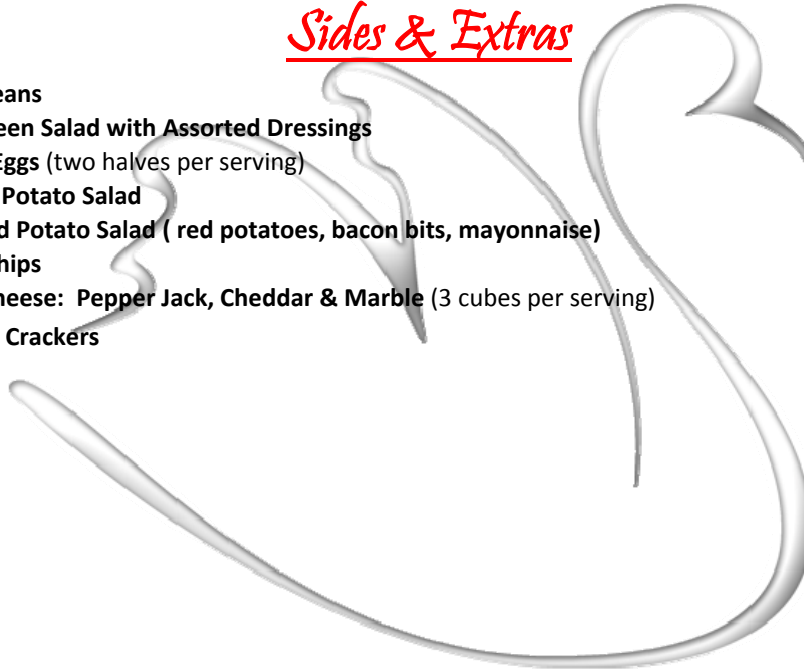 Sides & Extras
eans
een Salad with Assorted Dressings
Eggs (two halves per serving)
Potato Salad
d Potato Salad ( red potatoes, bacon bits, mayonnaise)
hips
heese: Pepper Jack, Cheddar & Marble (3 cubes per serving)
Crackers